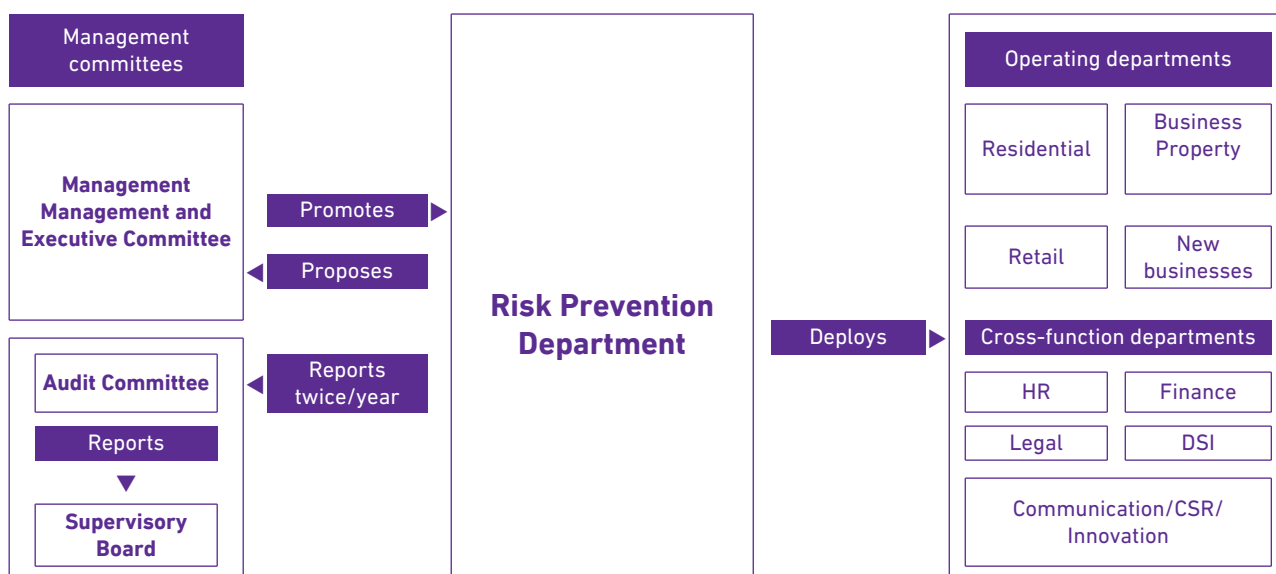 Management
committees
Management
Management and
Executive Committee
Audit Committee
Reports
Supervisory
Board
Promotes
Proposes
Reports
twice/year
Risk Prevention
Department
Deploys
Operating departments
Residential
Business
Property
Retail
New
businesses
Cross-function departments
HR
Finance
Legal
DSI
Communication/CSR/
Innovation